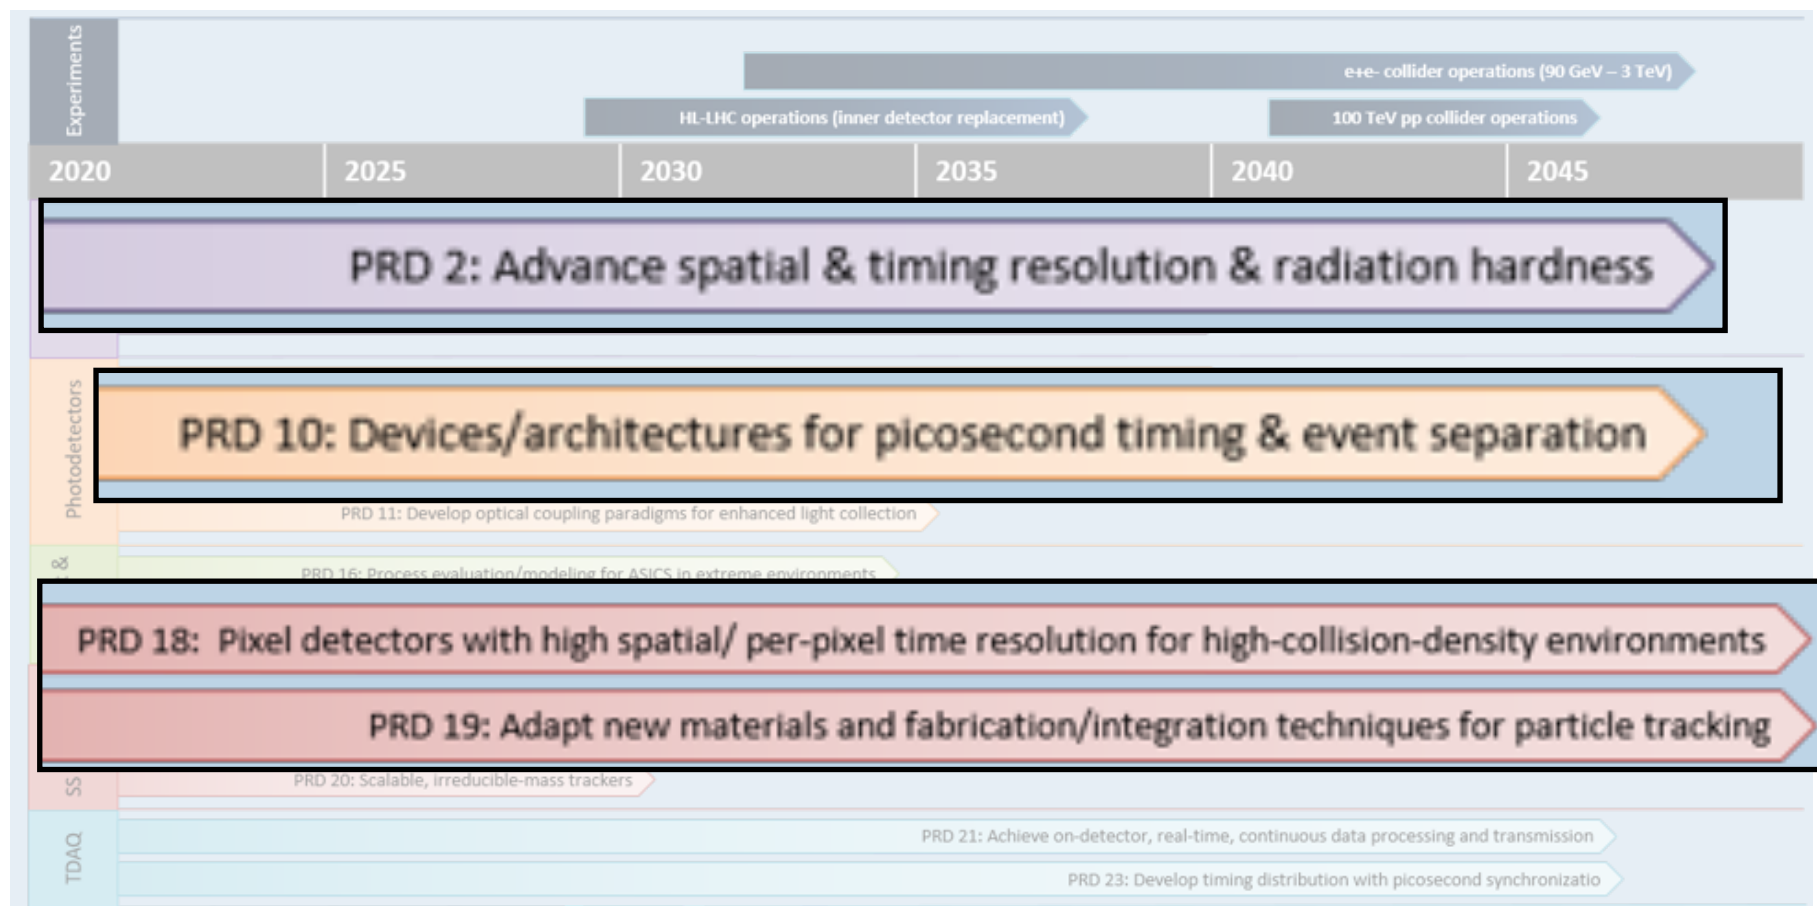 Experiments
e+e- collider operations (90 GeV – 3 TeV)
HL-LHC operations (inner detector replacement)
100 TeV pp collider operations
2020 2025 2030 2035 2040 2045
PRD 2: Advance spatial & timing resolution & radiation hardness
Photodetectors
PRD 10: Devices/architectures for picosecond timing & event separation
PRD 11: Develop optical coupling paradigms for enhanced light collection
&
PRD 16: Process evaluation/modeling for ASICS in extreme environments
PRD 18: Pixel detectors with high spatial/ per-pixel time resolution for high-collision-density environments
PRD 19: Adapt new materials and fabrication/integration techniques for particle tracking
SS
PRD 20: Scalable, irreducible-mass trackers
TDAQ
PRD 21: Achieve on-detector, real-time, continuous data processing and transmission
PRD 23: Develop timing distribution with picosecond synchronizatio